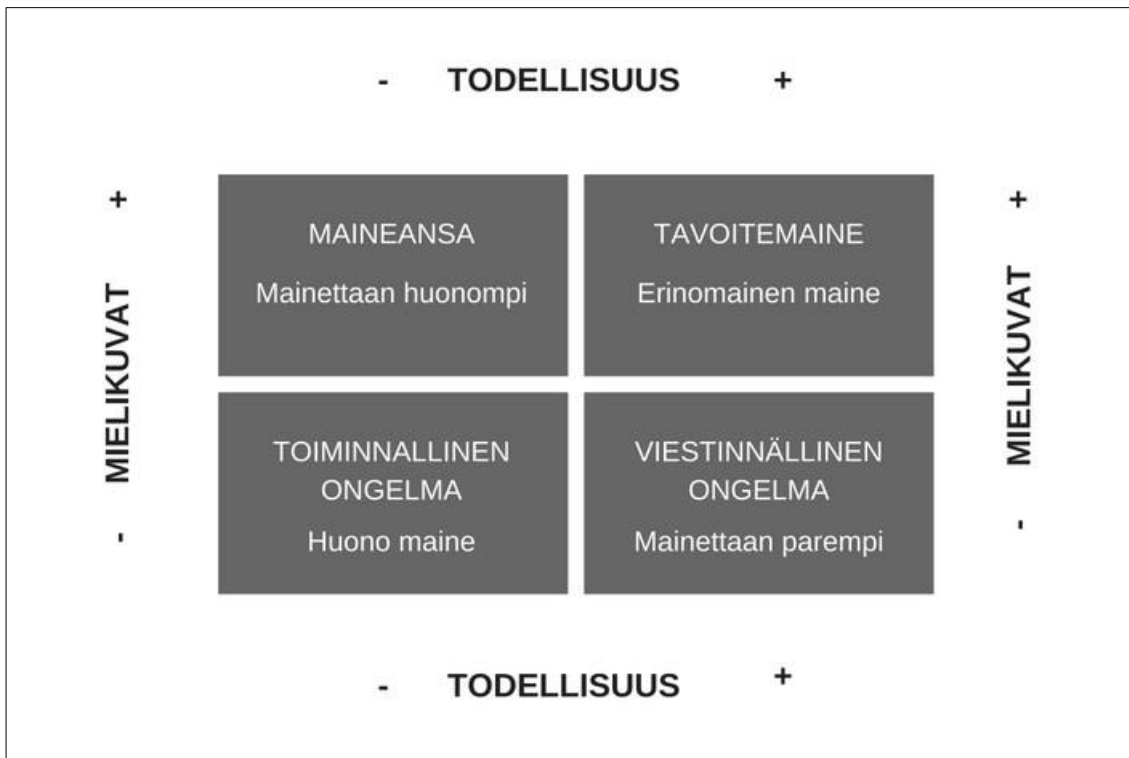 - TODELLISUUS +
+
MIELIKUVAT
-
MAINEANSA
Mainettaan huonompi
TAVOITEMAINE
Erinomainen maine
+
MIELIKUVAT
-
TOIMINNALLINEN
ONGELMA
Huono maine
VIESTINNÄLLINEN
ONGELMA
Mainettaan parempi
- TODELLISUUS +